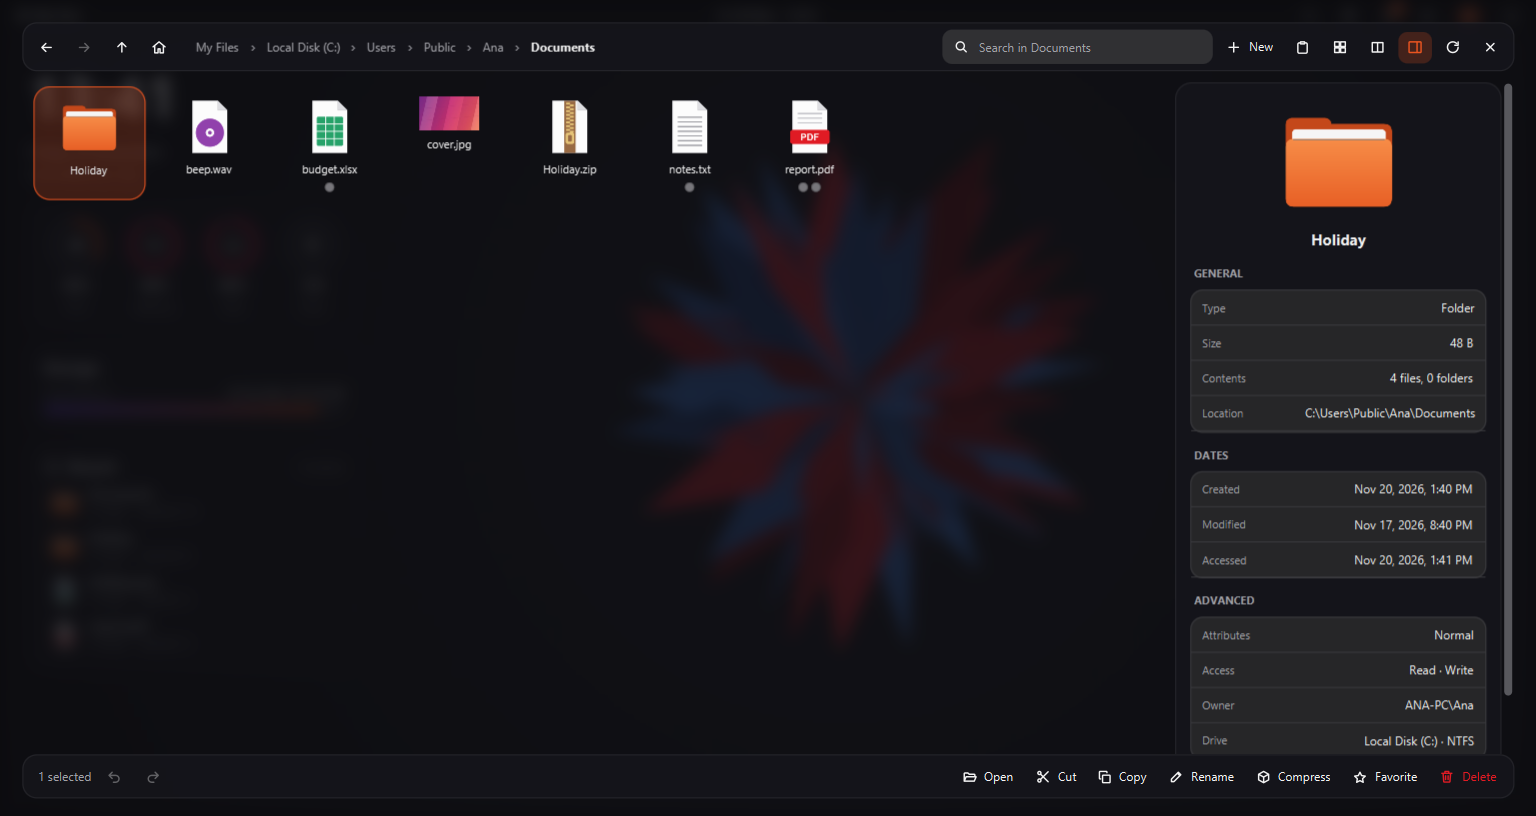 My Files › Local Disk (C:) › Users › Public › Ana › Documents
Search in Documents
New
Holiday
beep.wav
budget.xlsx
cover.jpg
Holiday.zip
notes.txt
PDF
report.pdf
Holiday
GENERAL
Type Folder
Size 48 B
Contents 4 files, 0 folders
Location C:\Users\Public\Ana\Documents
DATES
Created Nov 20, 2026, 1:40 PM
Modified Nov 17, 2026, 8:40 PM
Accessed Nov 20, 2026, 1:41 PM
ADVANCED
Attributes Normal
Access Read · Write
Owner ANA-PC\Ana
Drive Local Disk (C:) · NTFS
1 selected
Open
Cut
Copy
Rename
Compress
Favorite
Delete